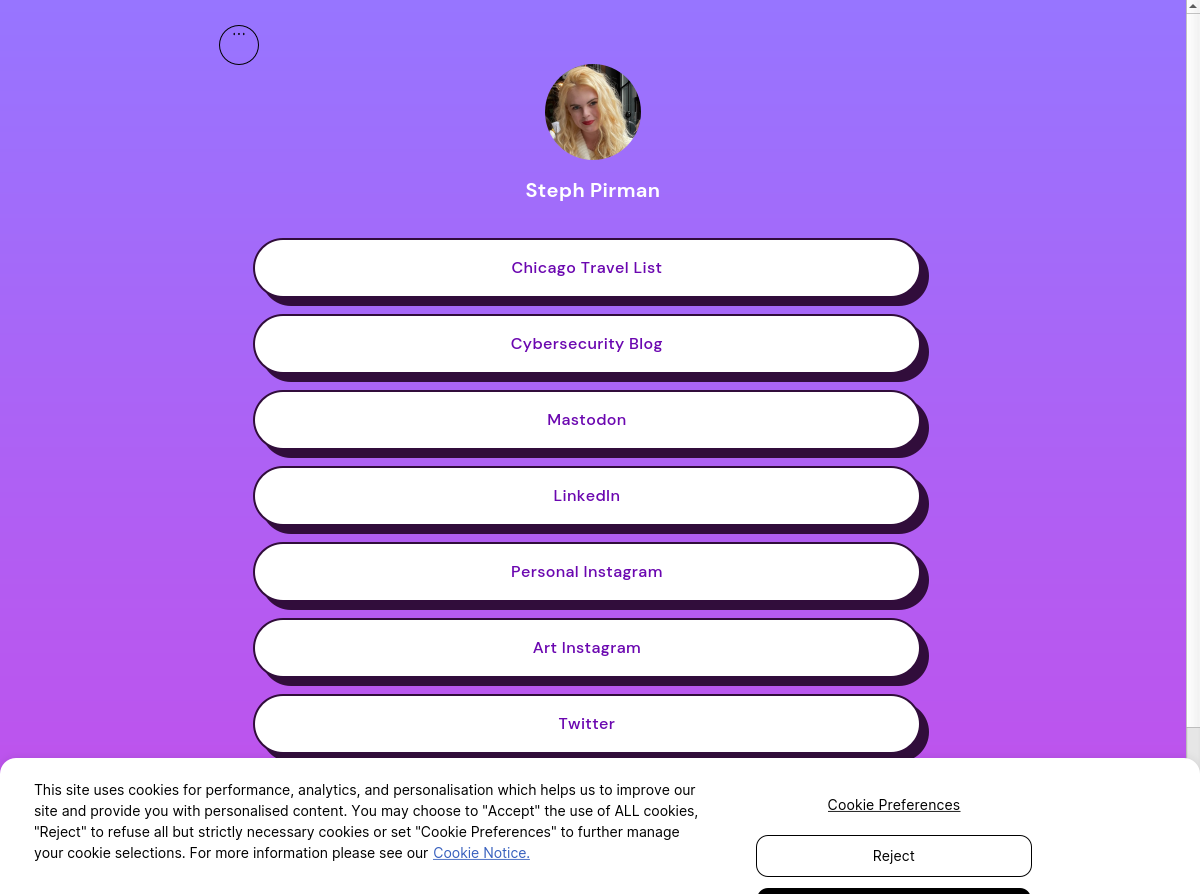 Steph Pirman
Chicago Travel List
Cybersecurity Blog
Mastodon
LinkedIn
Personal Instagram
Art Instagram
Twitter
This site uses cookies for performance, analytics, and personalisation which helps us to improve our
site and provide you with personalised content. You may choose to "Accept" the use of ALL cookies,
"Reject" to refuse all but strictly necessary cookies or set "Cookie Preferences" to further manage
your cookie selections. For more information please see our Cookie Notice.
Cookie Preferences
Reject